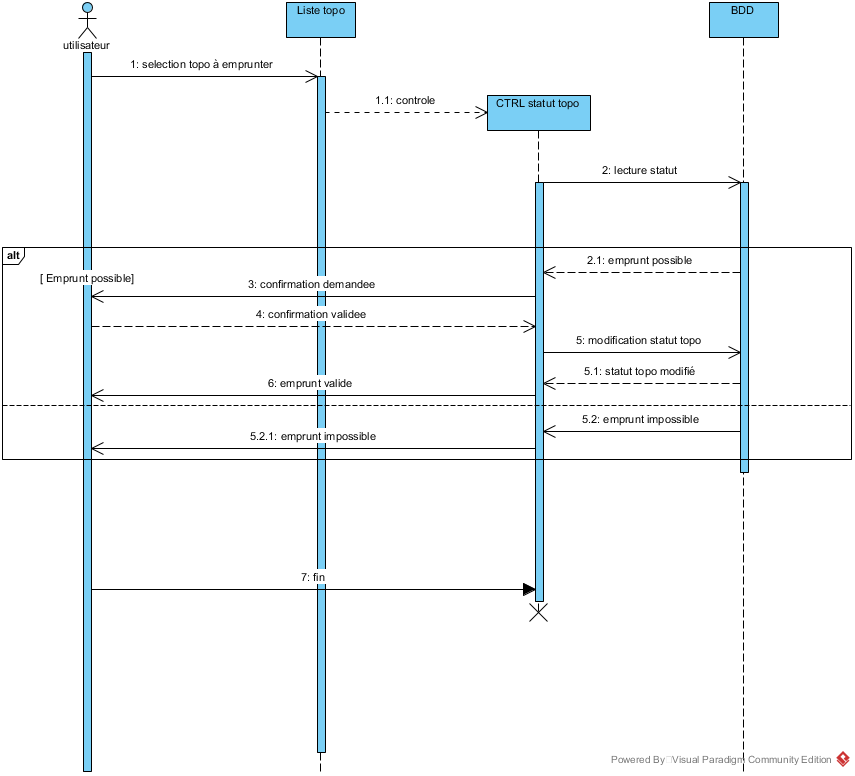 Liste topo
BDD
utilisateur
1: selection topo à emprunter
1.1: controle
CTRL statut topo
2: lecture statut
alt
2.1: emprunt possible
[ Emprunt possible]
3: confirmation demandee
4: confirmation validee
5: modification statut topo
5.1: statut topo modifié
6: emprunt valide
5.2: emprunt impossible
5.2.1: emprunt impossible
7: fin
Powered By Visual Paradigm Community Edition